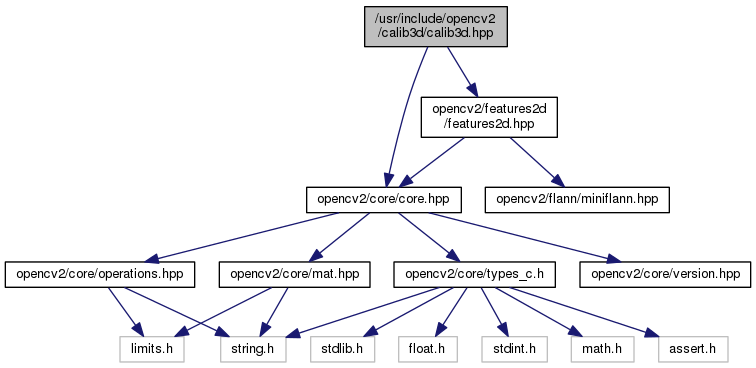 /usr/include/opencv2
/calib3d/calib3d.hpp
opencv2/features2d
/features2d.hpp
opencv2/core/core.hpp
opencv2/flann/miniflann.hpp
opencv2/core/operations.hpp
opencv2/core/mat.hpp
opencv2/core/types_c.h
opencv2/core/version.hpp
limits.h
string.h
stdlib.h
float.h
stdint.h
math.h
assert.h